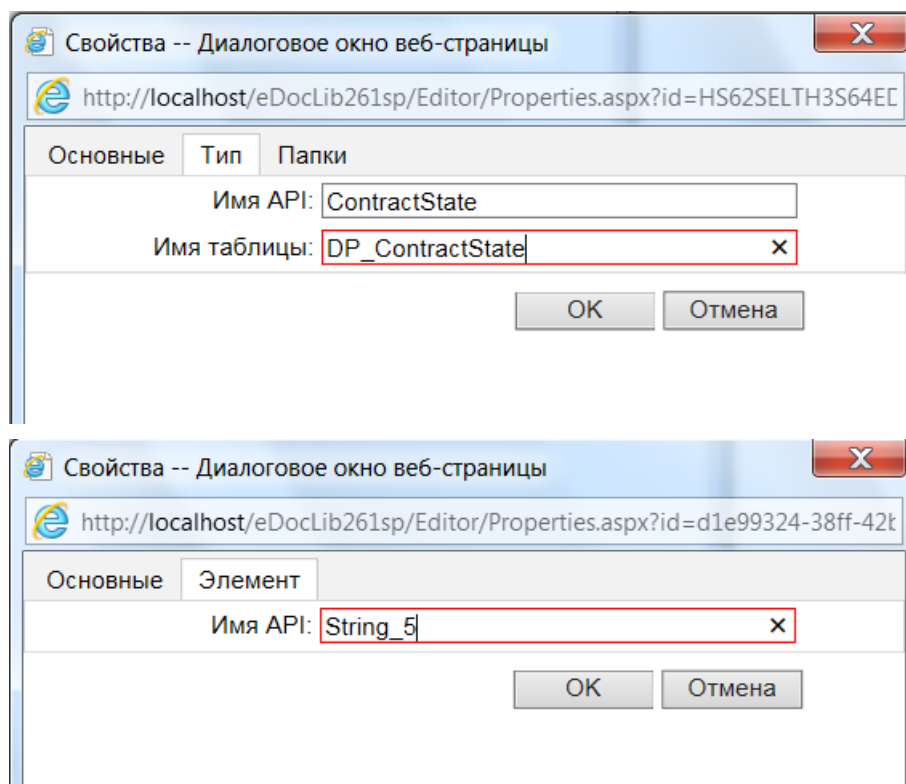 Свойства -- Диалоговое окно веб-страницы
http://localhost/eDocLib261sp/Editor/Properties.aspx?id=HS62SELTH3S64ED
Основные Тип Папки
Имя API: ContractState
Имя таблицы: DP_ContractState
OK Отмена
Свойства -- Диалоговое окно веб-страницы
http://localhost/eDocLib261sp/Editor/Properties.aspx?id=d1e99324-38ff-42b
Основные Элемент
Имя API: String_5
OK Отмена